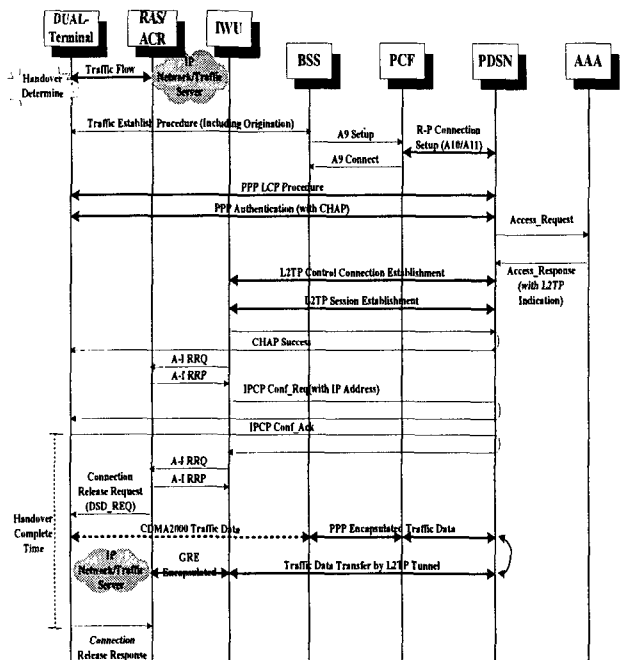 DUAL-
Terminal
RAS/
ACR
IWU
BSS
PCF
PDSN
AAA
Handover
Determine
Traffic Flow
IP
Network/Traffic
Server
Traffic Establish Procedure (Including Origination)
A9 Setup
R-P Connection
Setup (A10/A11)
A9 Connect
PPP LCP Procedure
PPP Authentication (with CHAP)
Access_Request
L2TP Control Connection Establishment
Access_Response
(with L2TP
Indication)
L2TP Session Establishment
CHAP Success
A-I RRQ
A-I RRP
IPCP Conf_Req(with IP Address)
IPCP Conf_Ack
A-I RRQ
A-I RRP
Connection
Release Request
(DSD_REQ)
Handover
Complete
Time
CDMA2000 Traffic Data
PPP Encapsulated Traffic Data
IP
Network/Traffic
Server
GRE
Encapsulated
Traffic Data Transfer by L2TP Tunnel
Connection
Release Response